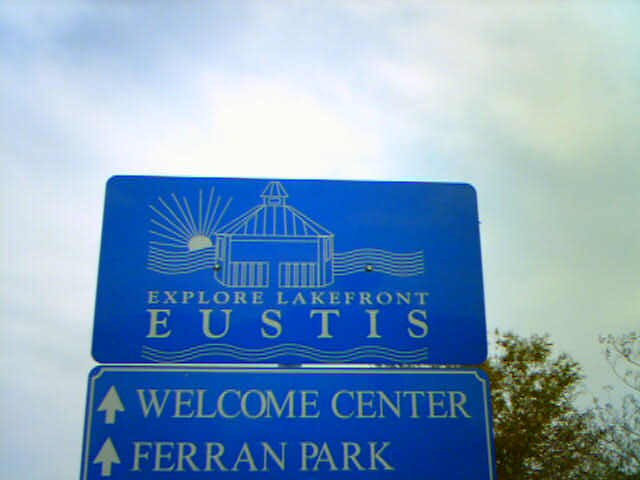 EXPLORE LAKEFRONT
EUSTIS
WELCOME CENTER
FERRAN PARK